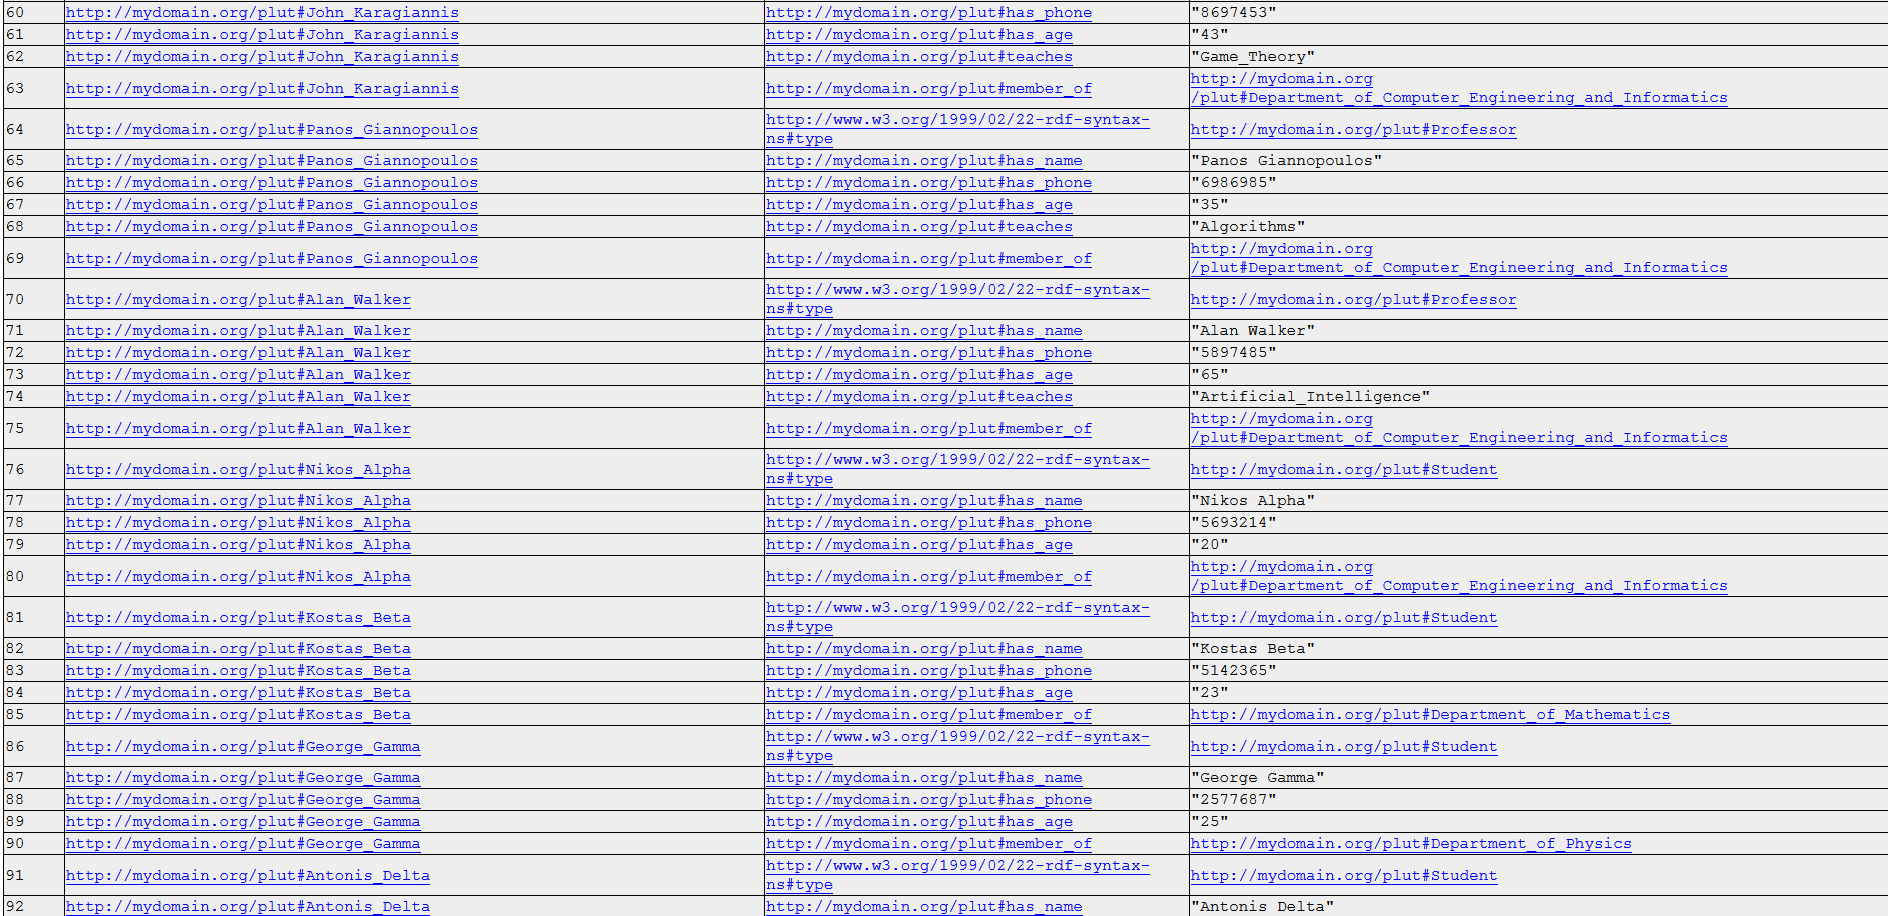 60 http://mydomain.org/plut#John_Karagiannis http://mydomain.org/plut#has_phone "8697453"
61 http://mydomain.org/plut#John_Karagiannis http://mydomain.org/plut#has_age "43"
62 http://mydomain.org/plut#John_Karagiannis http://mydomain.org/plut#teaches "Game_Theory"
http://mydomain.org
63 http://mydomain.org/plut#John_Karagiannis http://mydomain.org/plut#member_of
/plut#Department_of_Computer_Engineering_and_Informatics
http://www.w3.org/1999/02/22-rdf-syntax-
64 http://mydomain.org/plut#Panos_Giannopoulos http://mydomain.org/plut#Professor
ns#type
65 http://mydomain.org/plut#Panos_Giannopoulos http://mydomain.org/plut#has_name "Panos Giannopoulos"
66 http://mydomain.org/plut#Panos_Giannopoulos http://mydomain.org/plut#has_phone "6986985"
67 http://mydomain.org/plut#Panos_Giannopoulos http://mydomain.org/plut#has_age "35"
68 http://mydomain.org/plut#Panos_Giannopoulos http://mydomain.org/plut#teaches "Algorithms"
http://mydomain.org
69 http://mydomain.org/plut#Panos_Giannopoulos http://mydomain.org/plut#member_of
/plut#Department_of_Computer_Engineering_and_Informatics
http://www.w3.org/1999/02/22-rdf-syntax-
70 http://mydomain.org/plut#Alan_Walker http://mydomain.org/plut#Professor
ns#type
71 http://mydomain.org/plut#Alan_Walker http://mydomain.org/plut#has_name "Alan Walker"
72 http://mydomain.org/plut#Alan_Walker http://mydomain.org/plut#has_phone "5897485"
73 http://mydomain.org/plut#Alan_Walker http://mydomain.org/plut#has_age "65"
74 http://mydomain.org/plut#Alan_Walker http://mydomain.org/plut#teaches "Artificial_Intelligence"
http://mydomain.org
75 http://mydomain.org/plut#Alan_Walker http://mydomain.org/plut#member_of
/plut#Department_of_Computer_Engineering_and_Informatics
http://www.w3.org/1999/02/22-rdf-syntax-
76 http://mydomain.org/plut#Nikos_Alpha http://mydomain.org/plut#Student
ns#type
77 http://mydomain.org/plut#Nikos_Alpha http://mydomain.org/plut#has_name "Nikos Alpha"
78 http://mydomain.org/plut#Nikos_Alpha http://mydomain.org/plut#has_phone "5693214"
79 http://mydomain.org/plut#Nikos_Alpha http://mydomain.org/plut#has_age "20"
http://mydomain.org
80 http://mydomain.org/plut#Nikos_Alpha http://mydomain.org/plut#member_of
/plut#Department_of_Computer_Engineering_and_Informatics
http://www.w3.org/1999/02/22-rdf-syntax-
81 http://mydomain.org/plut#Kostas_Beta http://mydomain.org/plut#Student
ns#type
82 http://mydomain.org/plut#Kostas_Beta http://mydomain.org/plut#has_name "Kostas Beta"
83 http://mydomain.org/plut#Kostas_Beta http://mydomain.org/plut#has_phone "5142365"
84 http://mydomain.org/plut#Kostas_Beta http://mydomain.org/plut#has_age "23"
85 http://mydomain.org/plut#Kostas_Beta http://mydomain.org/plut#member_of http://mydomain.org/plut#Department_of_Mathematics
http://www.w3.org/1999/02/22-rdf-syntax-
86 http://mydomain.org/plut#George_Gamma http://mydomain.org/plut#Student
ns#type
87 http://mydomain.org/plut#George_Gamma http://mydomain.org/plut#has_name "George Gamma"
88 http://mydomain.org/plut#George_Gamma http://mydomain.org/plut#has_phone "2577687"
89 http://mydomain.org/plut#George_Gamma http://mydomain.org/plut#has_age "25"
90 http://mydomain.org/plut#George_Gamma http://mydomain.org/plut#member_of http://mydomain.org/plut#Department_of_Physics
http://www.w3.org/1999/02/22-rdf-syntax-
91 http://mydomain.org/plut#Antonis_Delta http://mydomain.org/plut#Student
ns#type
92 http://mydomain.org/plut#Antonis_Delta http://mydomain.org/plut#has_name "Antonis Delta"